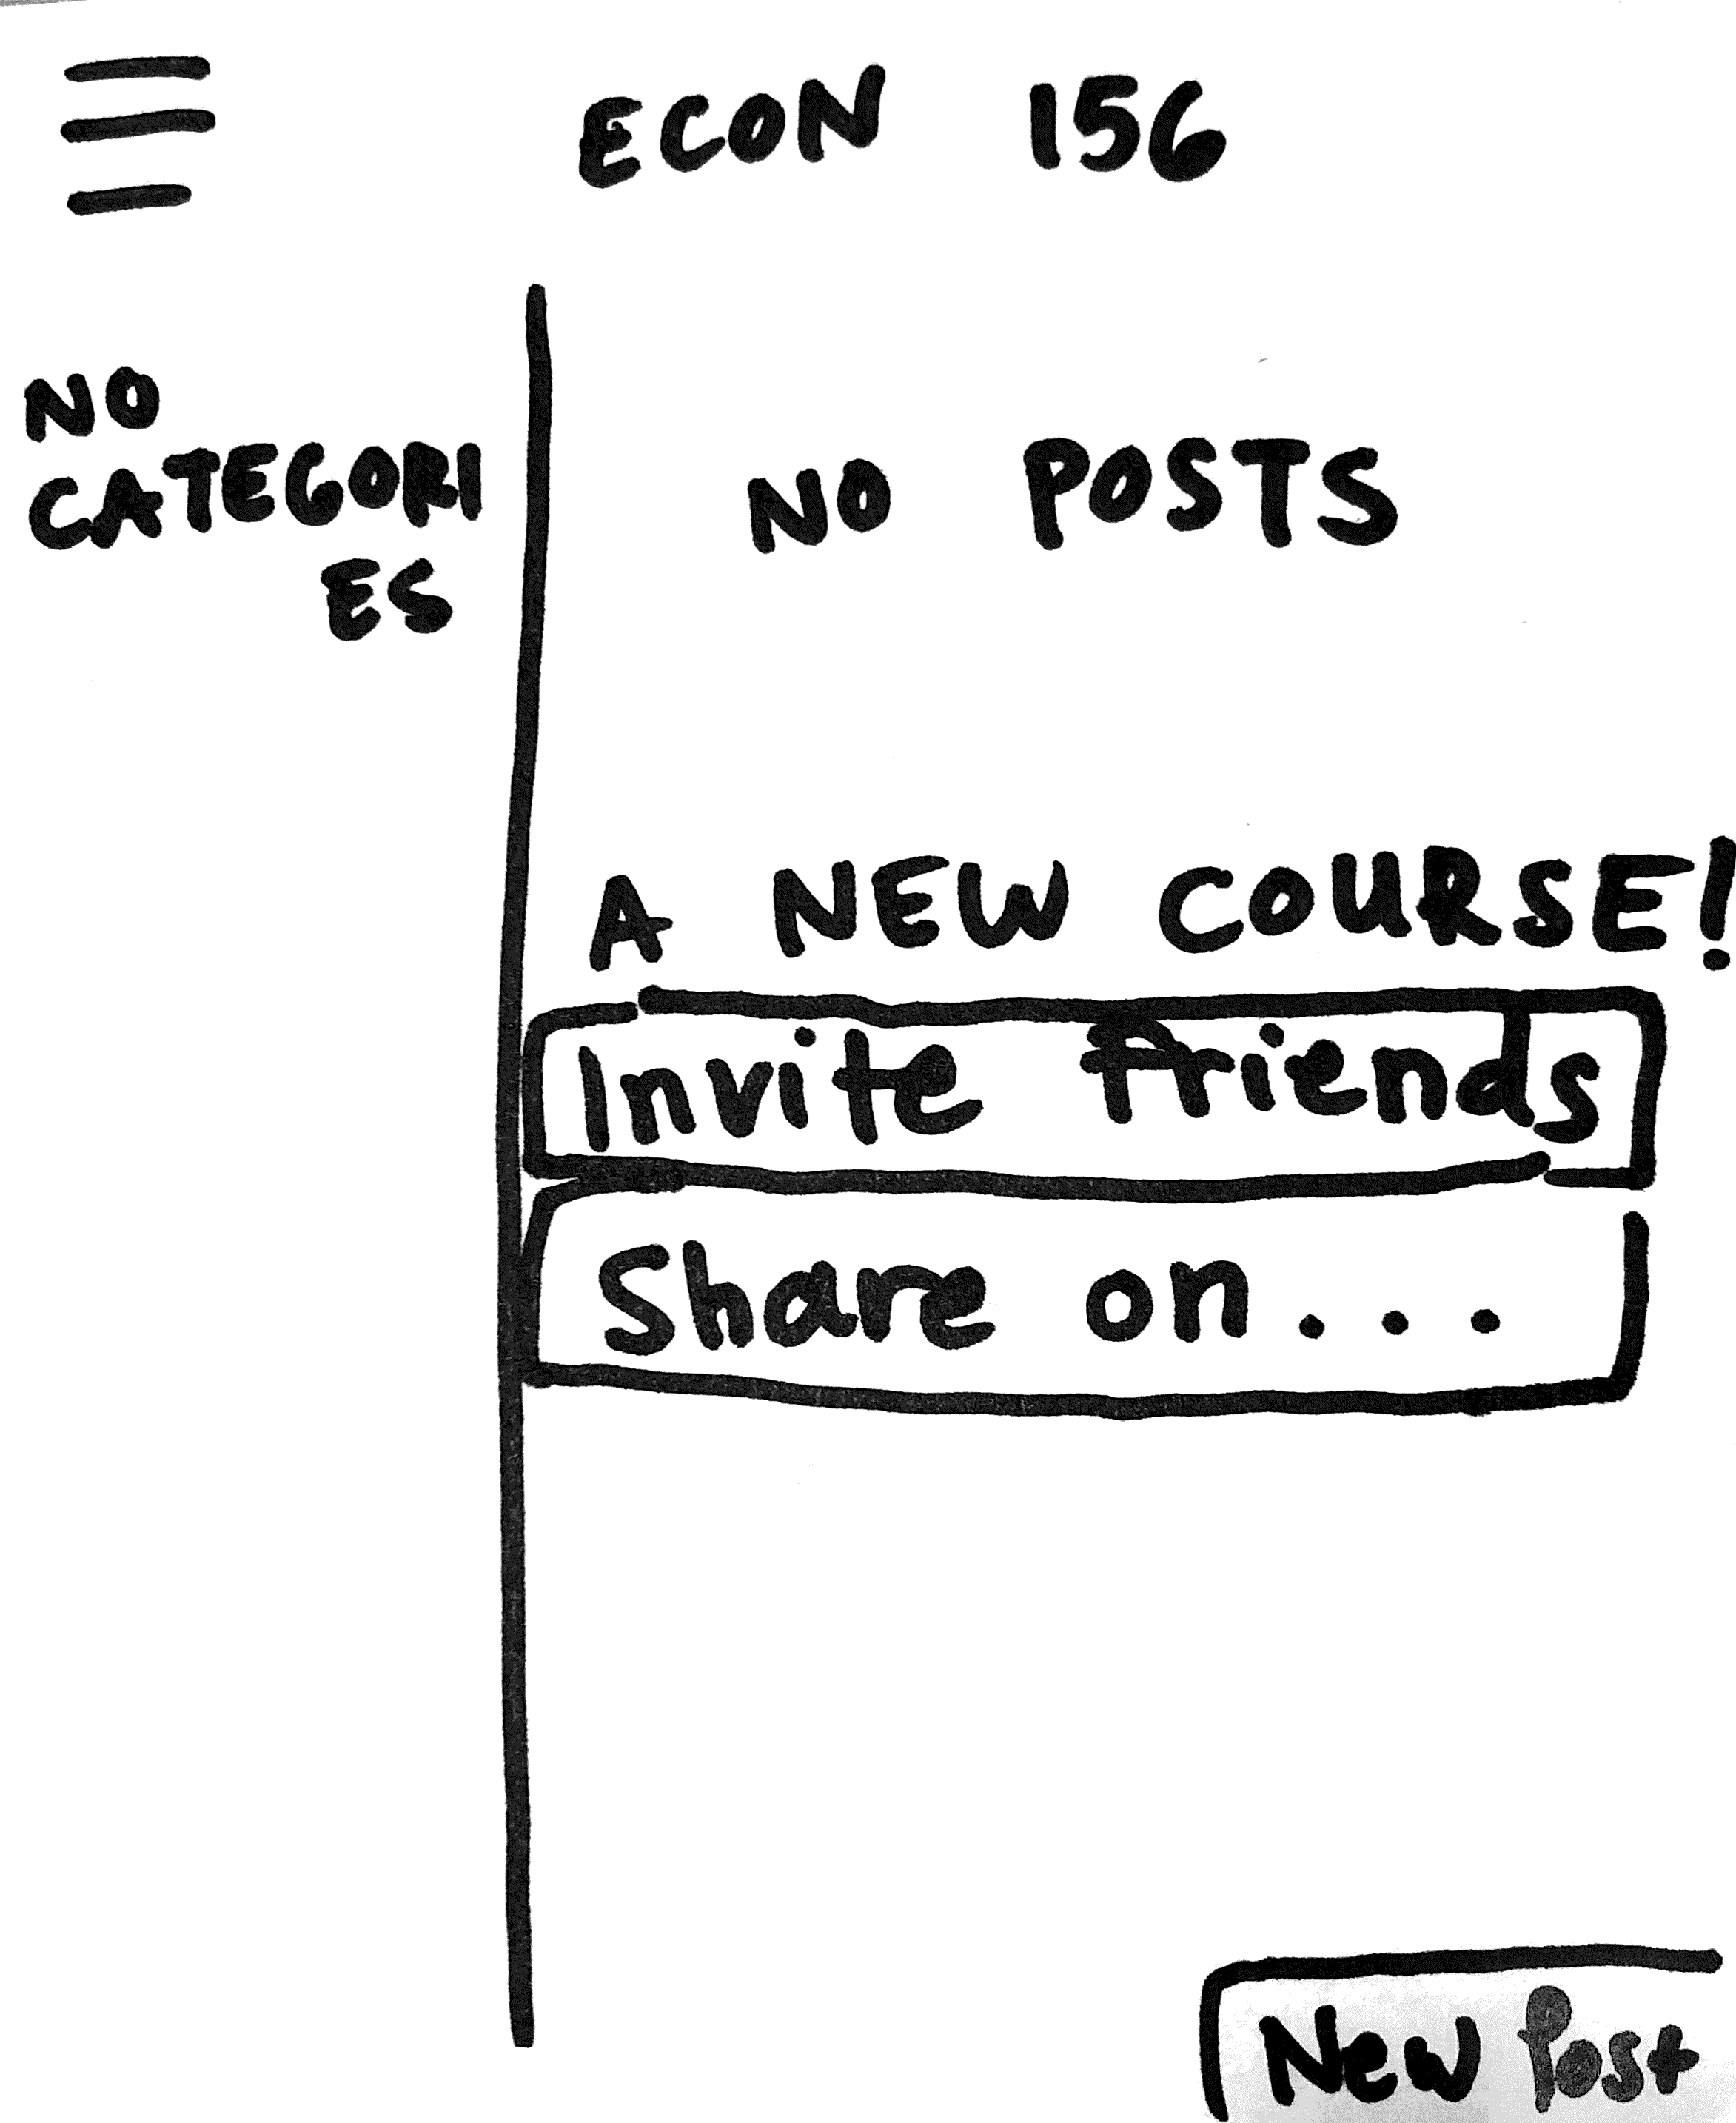 ECON 156
NO
CATEGORI
ES
NO POSTS
A NEW COURSE!
Invite Friends
Share on...
New Post